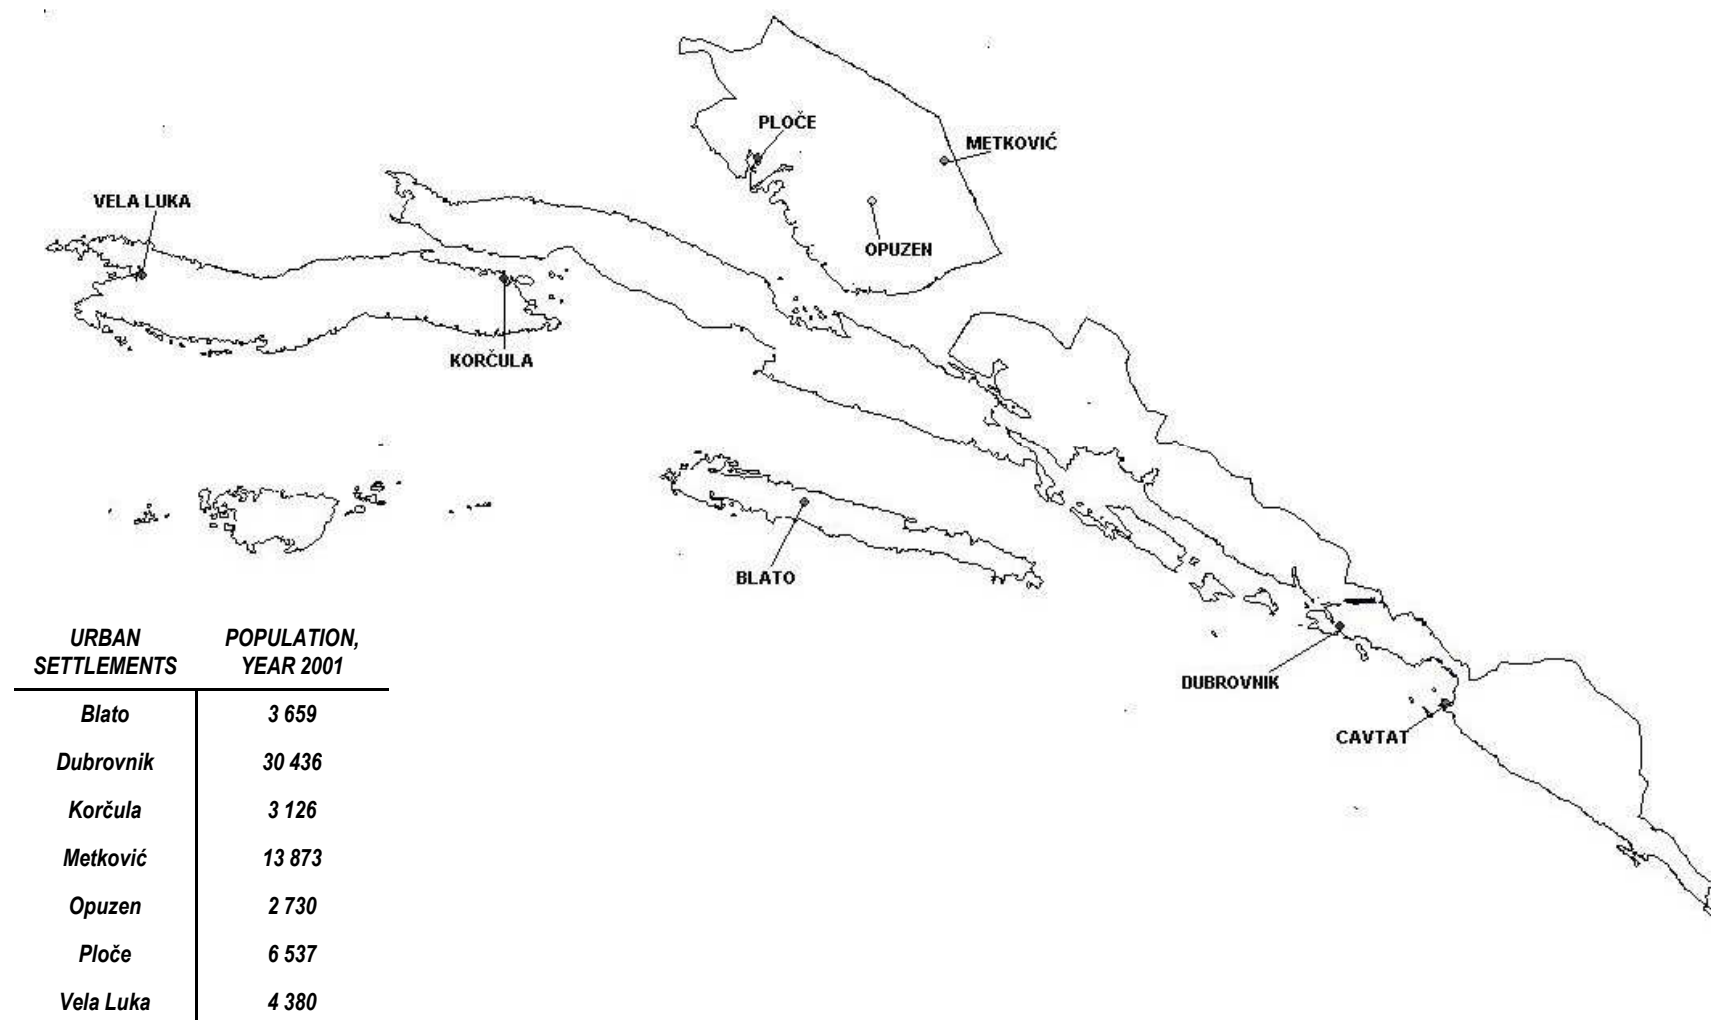 PLOČE
METKOVIĆ
VELA LUKA
OPUZEN
KORČULA
BLATO
DUBROVNIK
CAVTAT
URBAN SETTLEMENTS POPULATION, YEAR 2001
Blato 3 659
Dubrovnik 30 436
Korčula 3 126
Metković 13 873
Opuzen 2 730
Ploče 6 537
Vela Luka 4 380